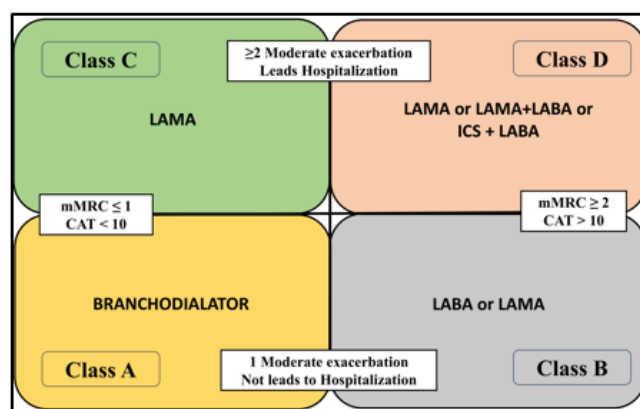 Class C
≥2 Moderate exacerbation
Leads Hospitalization
Class D
LAMA
LAMA or LAMA+LABA or
ICS + LABA
mMRC ≤ 1
CAT < 10
mMRC ≥ 2
CAT > 10
BRANCHODIALATOR
LABA or LAMA
Class A
1 Moderate exacerbation
Not leads to Hospitalization
Class B